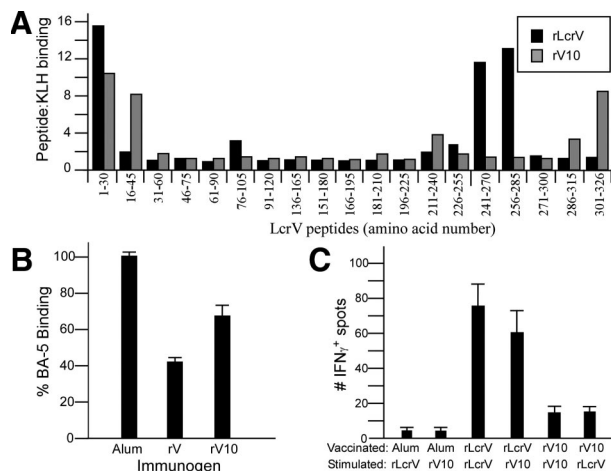 A
Peptide:KLH binding
16
12
8
4
0
rLcrV
rV10
1-30
16-45
31-60
46-75
61-90
76-105
91-120
136-165
151-180
166-195
181-210
196-225
211-240
226-255
241-270
256-285
271-300
286-315
301-326
LcrV peptides (amino acid number)
B
% BA-5 Binding
100
80
60
40
20
0
Alum rV rV10
Immunogen
C
# IFNγ+ spots
100
80
60
40
20
0
Vaccinated: Alum Alum rLcrV rLcrV rV10 rV10
Stimulated: rLcrV rV10 rLcrV rV10 rV10 rLcrV